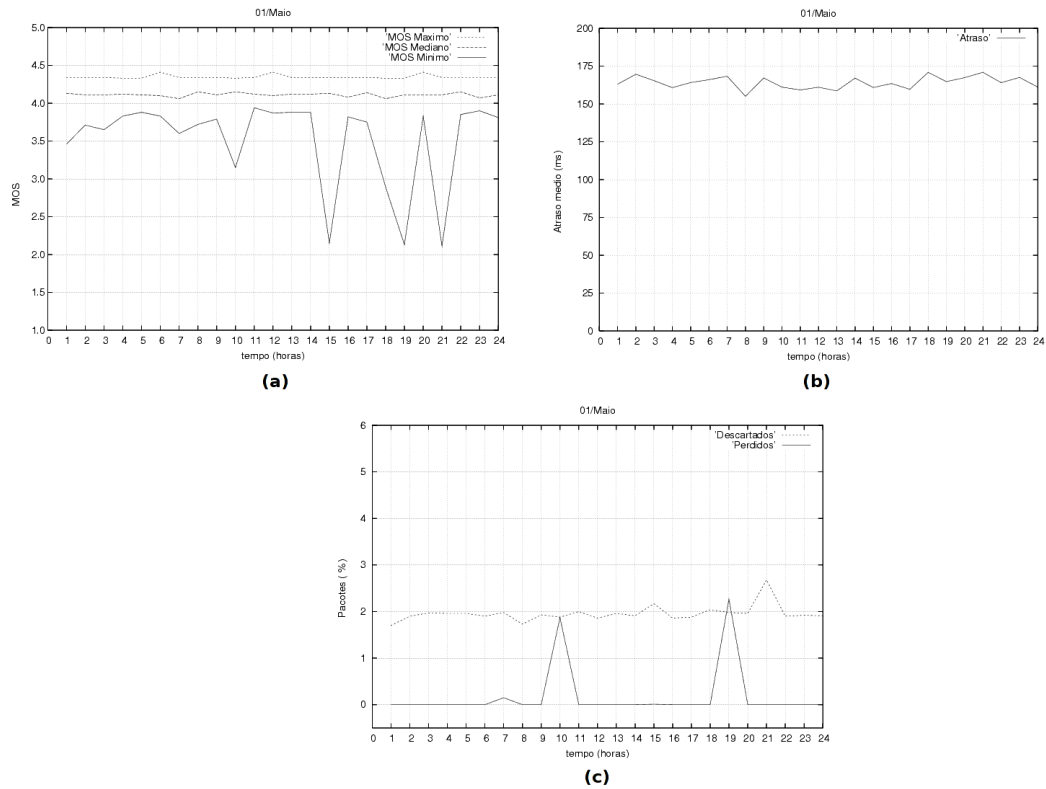 01/Maio
5.0
4.5
4.0
3.5
3.0
2.5
2.0
1.5
1.0
MOS
'MOS Maximo'
'MOS Mediano'
'MOS Minimo'
0 1 2 3 4 5 6 7 8 9 10 11 12 13 14 15 16 17 18 19 20 21 22 23 24
tempo (horas)
(a)
01/Maio
200
175
150
125
100
75
50
25
0
Atraso medio (ms)
'Atraso'
0 1 2 3 4 5 6 7 8 9 10 11 12 13 14 15 16 17 18 19 20 21 22 23 24
tempo (horas)
(b)
01/Maio
6
5
4
3
2
1
0
Pacotes ( %)
'Descartados'
'Perdidos'
0 1 2 3 4 5 6 7 8 9 10 11 12 13 14 15 16 17 18 19 20 21 22 23 24
tempo (horas)
(c)